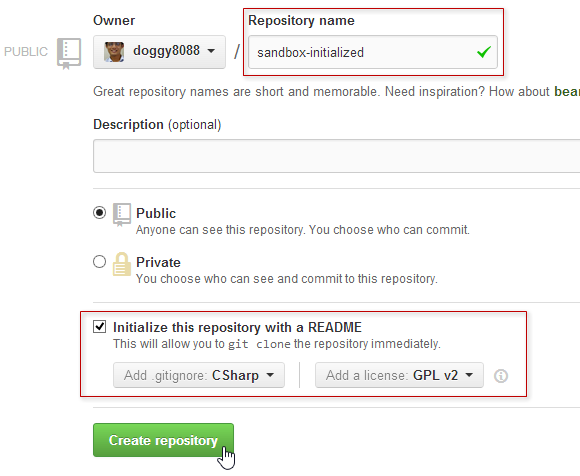 Owner
Repository name
PUBLIC
doggy8088
/
sandbox-initialized
Great repository names are short and memorable. Need inspiration? How about bear
Description (optional)
Public
Anyone can see this repository. You choose who can commit.
Private
You choose who can see and commit to this repository.
Initialize this repository with a README
This will allow you to git clone the repository immediately.
Add .gitignore: CSharp
Add a license: GPL v2
Create repository